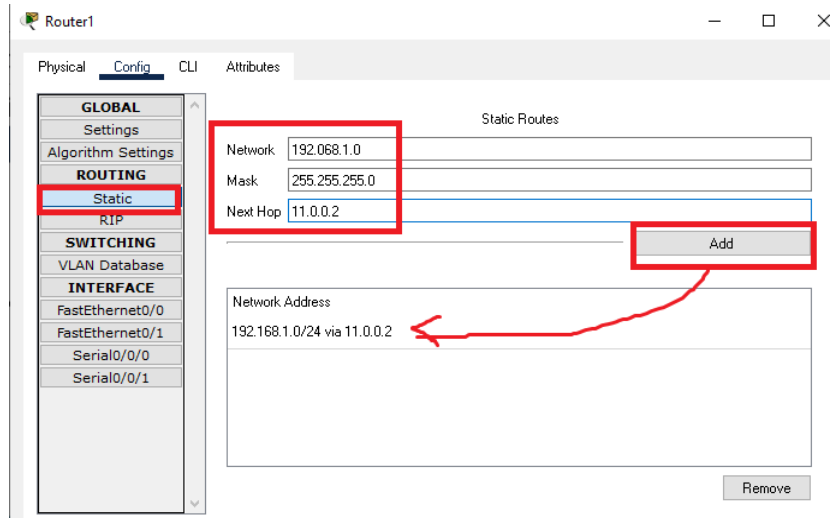 Router1
Physical Config CLI Attributes
GLOBAL
Settings
Algorithm Settings
ROUTING
Static
RIP
SWITCHING
VLAN Database
INTERFACE
FastEthernet0/0
FastEthernet0/1
Serial0/0/0
Serial0/0/1
Static Routes
Network 192.068.1.0
Mask 255.255.255.0
Next Hop 11.0.0.2
Add
Network Address
192.168.1.0/24 via 11.0.0.2
Remove